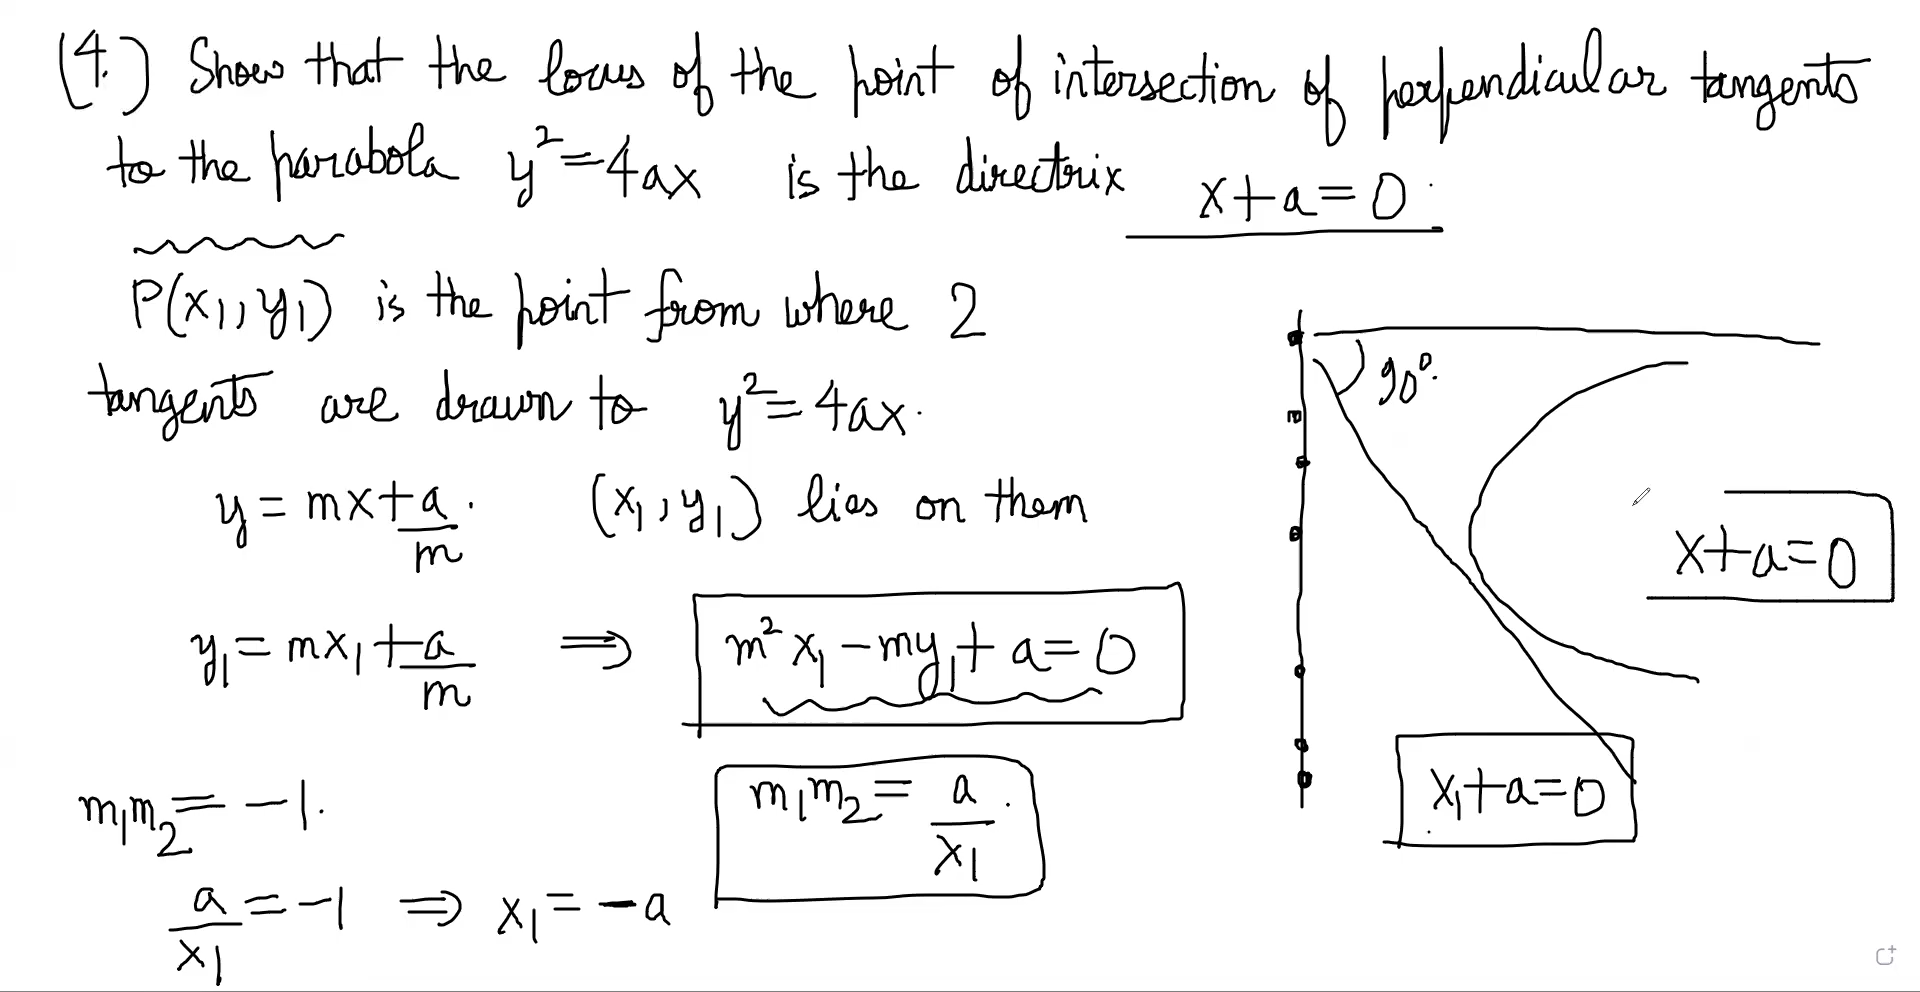 (4.) Show that the locus of the point of intersection of perpendicular tangents
to the parabola y² = 4ax is the directrix x + a = 0.
P(x₁, y₁) is the point from where 2
tangents are drawn to y² = 4ax.
y = mx + a/m. (x₁, y₁) lies on them
y₁ = mx₁ + a/m ⟹ m²x₁ - my₁ + a = 0
m₁m₂ = -1. m₁m₂ = a/x₁.
a/x₁ = -1 ⟹ x₁ = -a
90°.
x + a = 0
x₁ + a = 0